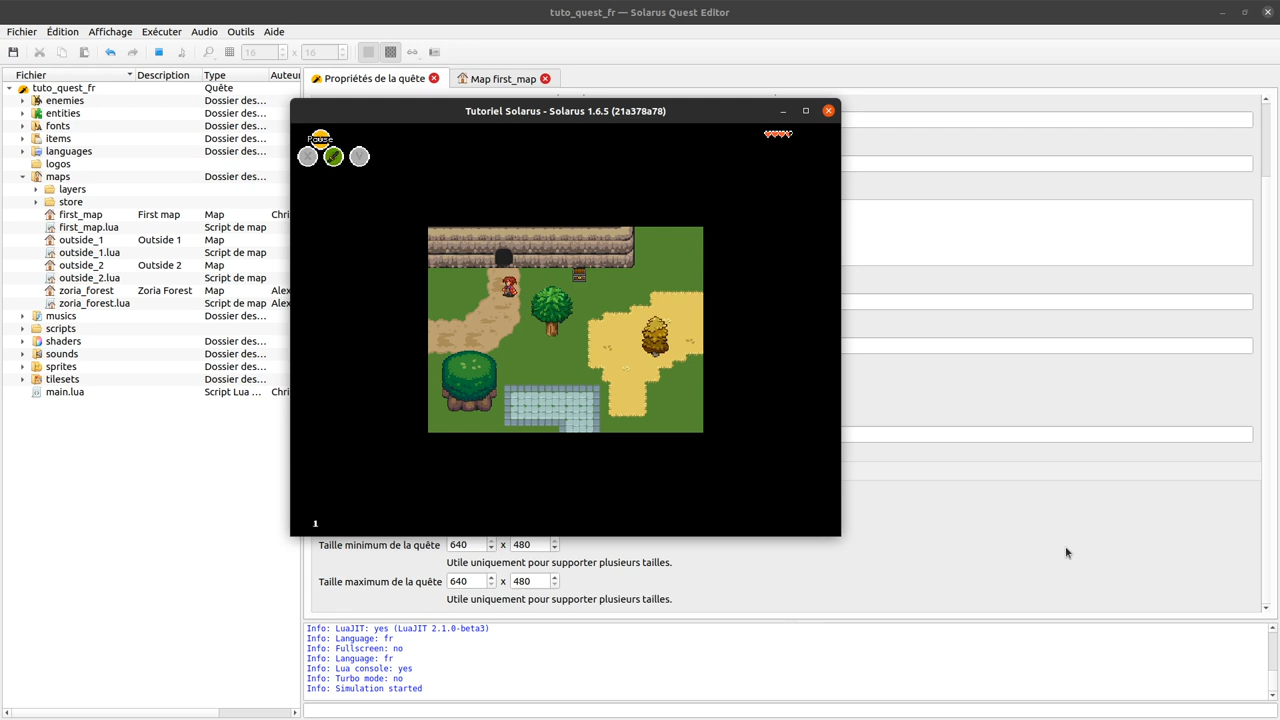 tuto_quest_fr — Solarus Quest Editor
Fichier Édition Affichage Exécuter Audio Outils Aide
16 x 16
Fichier Description Type Auteu
tuto_quest_fr Quête
enemies Dossier des…
entities Dossier des…
fonts Dossier des…
items Dossier des…
languages Dossier des…
logos
maps Dossier des…
layers
store
first_map First map Map Chri
first_map.lua Script de map
outside_1 Outside 1 Map
outside_1.lua Script de map
outside_2 Outside 2 Map
outside_2.lua Script de map
zoria_forest Zoria Forest Map Alex
zoria_forest.lua Script de map Alex
musics Dossier des…
scripts
shaders Dossier des…
sounds Dossier des…
sprites Dossier des…
tilesets Dossier des…
main.lua Script Lua … Chri
Propriétés de la quête Map first_map
Tutoriel Solarus - Solarus 1.6.5 (21a378a78)
Pause
1
Taille minimum de la quête 640 x 480
Utile uniquement pour supporter plusieurs tailles.
Taille maximum de la quête 640 x 480
Utile uniquement pour supporter plusieurs tailles.
Info: LuaJIT: yes (LuaJIT 2.1.0-beta3)
Info: Language: fr
Info: Fullscreen: no
Info: Language: fr
Info: Lua console: yes
Info: Turbo mode: no
Info: Simulation started